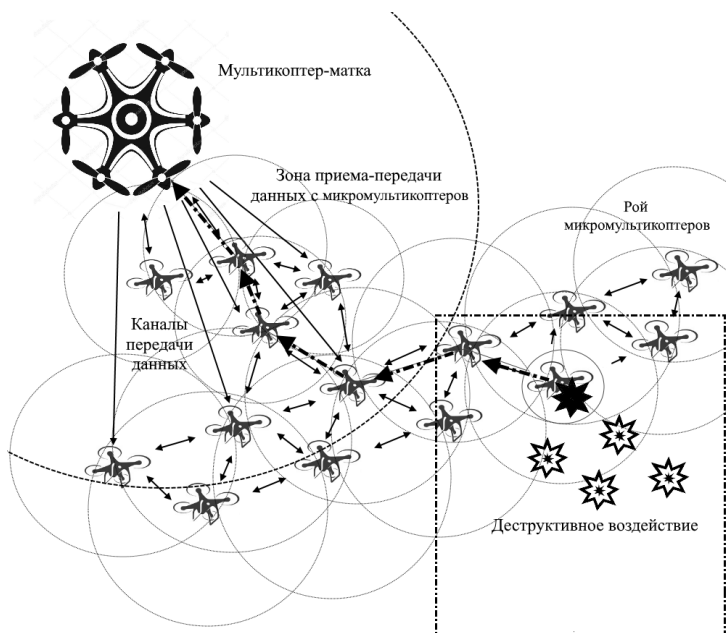 Мультикоптер-матка
Зона приема-передачи
данных с микромультикоптеров
Рой
микромультикоптеров
Каналы
передачи
данных
Деструктивное воздействие